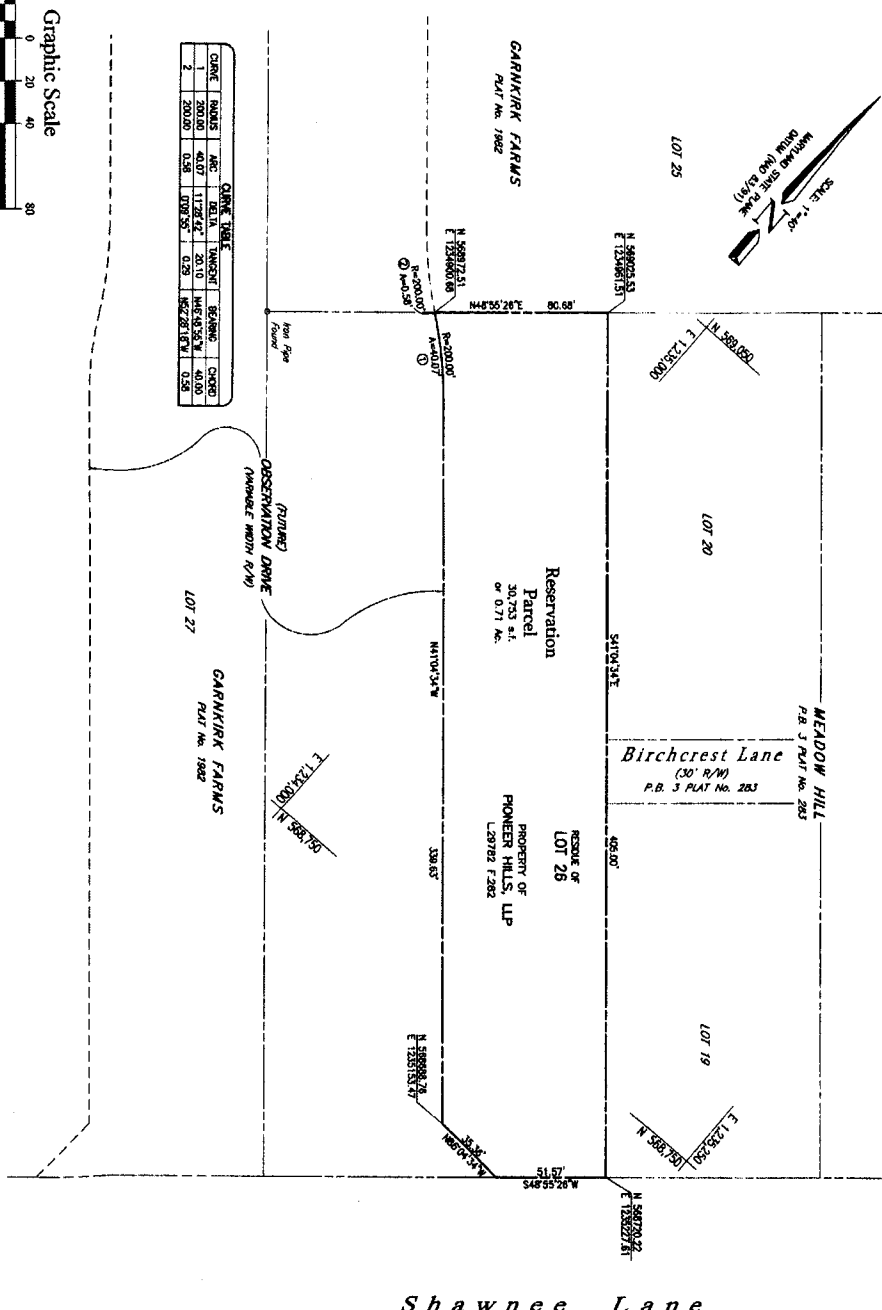 Graphic Scale
0 20 40 80
CURVE TABLE
CURVE RADIUS ARC DELTA TANGENT BEARING CHORD
1 200.00 40.07 11°28'42" 20.10 N46°48'55"W 40.00
2 200.00 0.58 0°09'55" 0.29 N52°28'18"W 0.58
GARNKIRK FARMS
PLAT No. 1982
LOT 25
MARYLAND STATE PLANE
DATUM (NAD 83/91)
SCALE: 1"=40'
N 568972.51
E 1234900.68
R=200.00'
② A=0.58'
N48°55'26"E 80.68'
N 569025.53
E 1234961.51
R=200.00'
A=40.07'
①
Iron Pipe
Found
N 569,050
E 1,235,000
(FUTURE)
OBSERVATION DRIVE
(VARIABLE WIDTH R/W)
LOT 20
Reservation
Parcel
30,753 s.f.
or 0.71 Ac.
LOT 27
GARNKIRK FARMS
PLAT No. 1982
N41°04'34"W
339.63'
S41°04'34"E
405.00'
MEADOW HILL
P.B. 3 PLAT No. 283
Birchcrest Lane
(30' R/W)
P.B. 3 PLAT No. 283
E 1,234,000
N 568,750
RESIDUE OF
LOT 26
PROPERTY OF
PIONEER HILLS, LLP
L.29782 F.282
LOT 19
N 568688.78
E 1235153.47
35.36'
N86°04'34"W
51.57'
S48°55'26"W
E 1,235,250
N 568,750
N 568720.22
E 1235227.61
Shawnee Lane